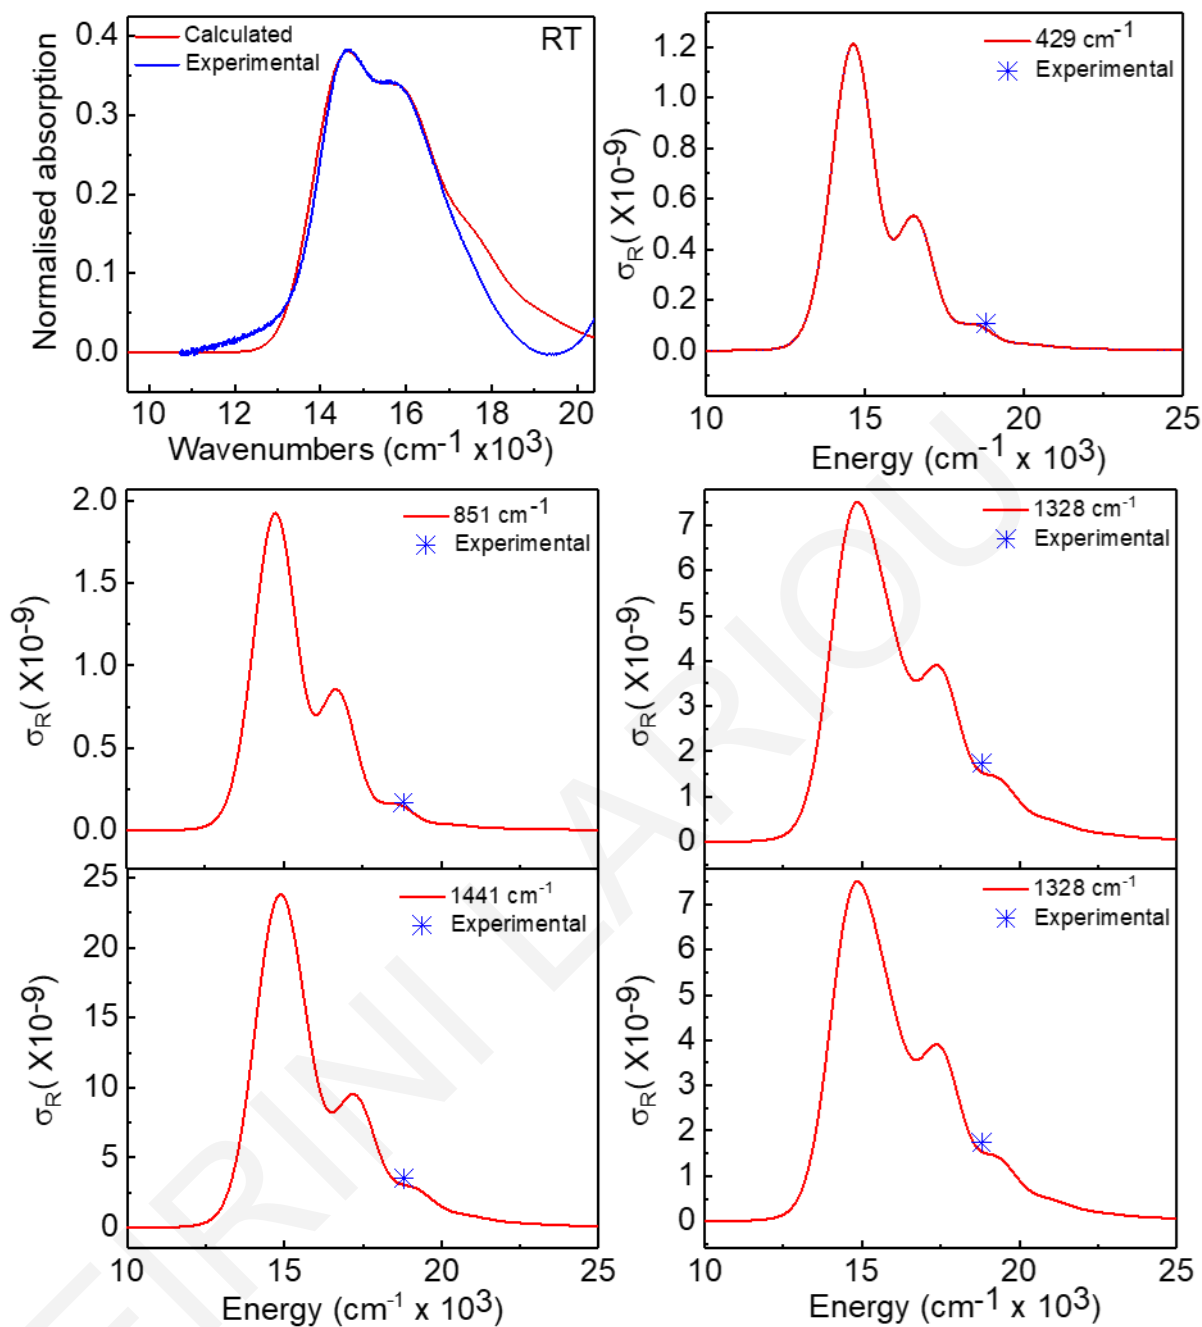 Calculated
Experimental
RT
0.4
0.3
0.2
0.1
0.0
Normalised absorption
10 12 14 16 18 20
Wavenumbers (cm-1 x10³)
429 cm-1
Experimental
1.2
1.0
0.8
0.6
0.4
0.2
0.0
σR( X10-9)
10 15 20 25
Energy (cm-1 x 10³)
851 cm-1
Experimental
2.0
1.5
1.0
0.5
0.0
σR( X10-9)
1328 cm-1
Experimental
7
6
5
4
3
2
1
0
σR( X10-9)
1441 cm-1
Experimental
25
20
15
10
5
0
σR( X10-9)
10 15 20 25
Energy (cm-1 x 10³)
1328 cm-1
Experimental
7
6
5
4
3
2
1
0
σR( X10-9)
10 15 20 25
Energy (cm-1 x 10³)
EIRINI LARIOU